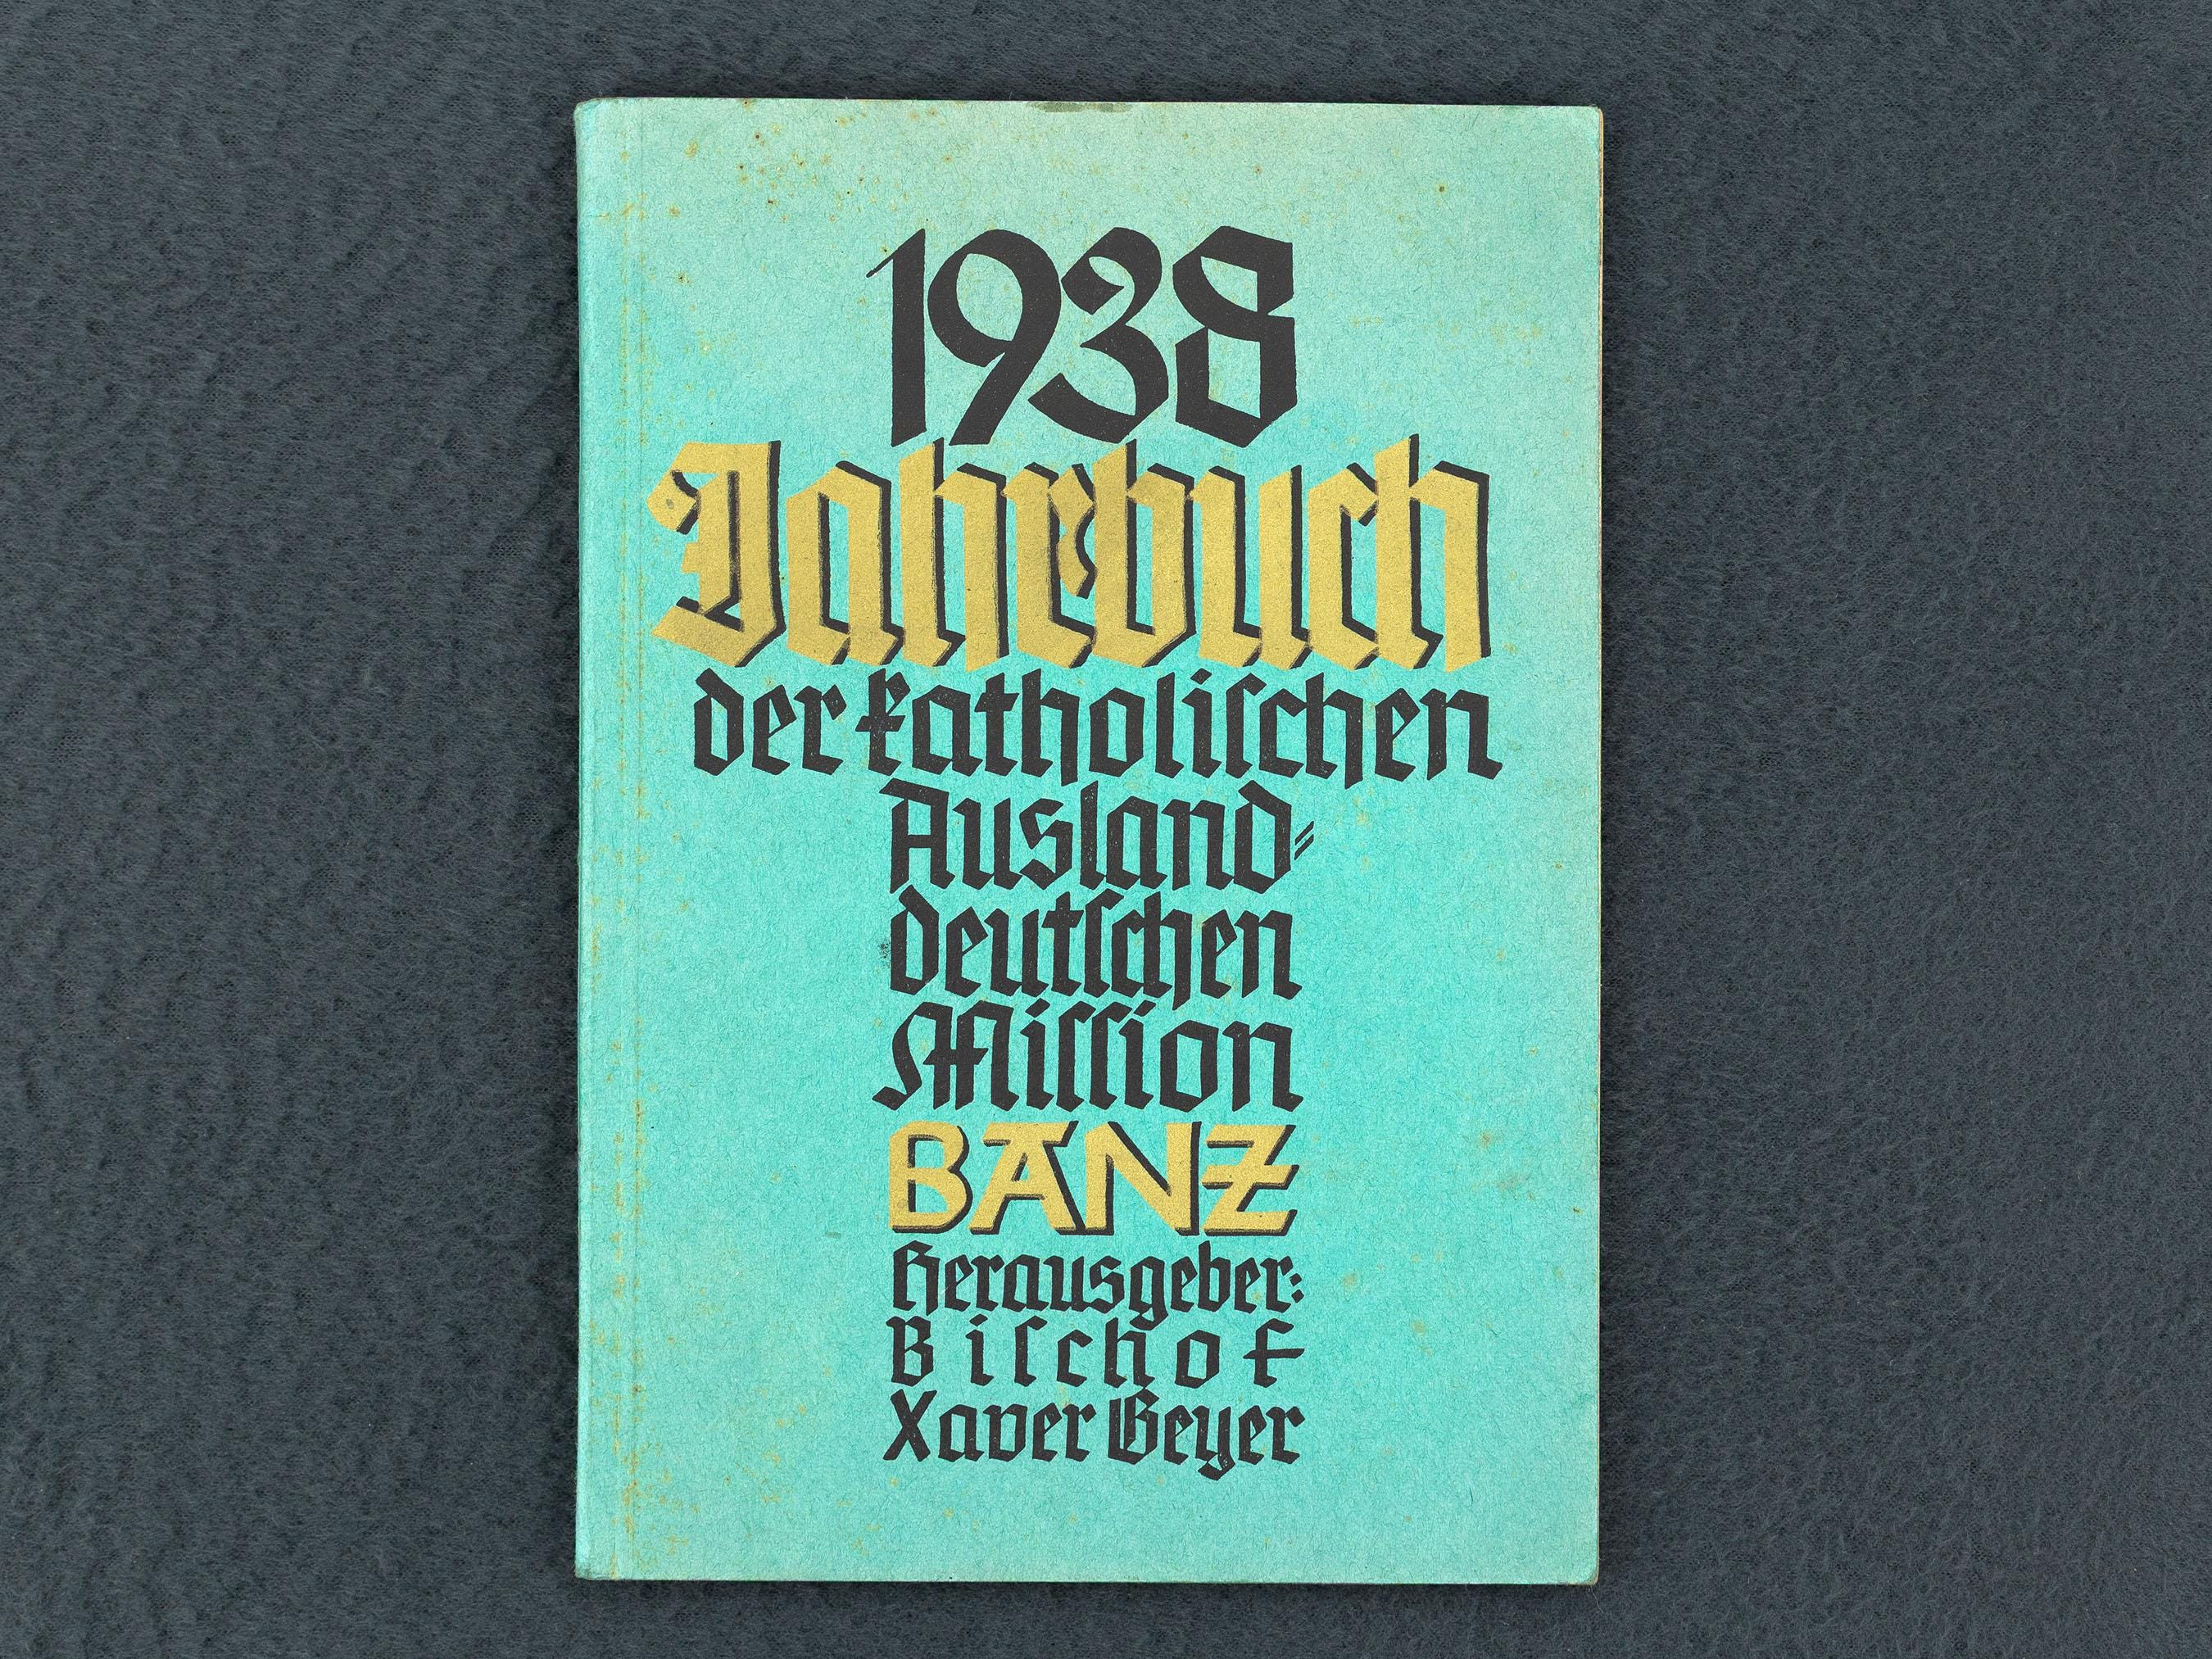 1938
Jahrbuch
der katholiſchen
Ausland⸗
deutſchen
Miſſion
BANZ
Herausgeber:
Biſchof
Xaver Geyer